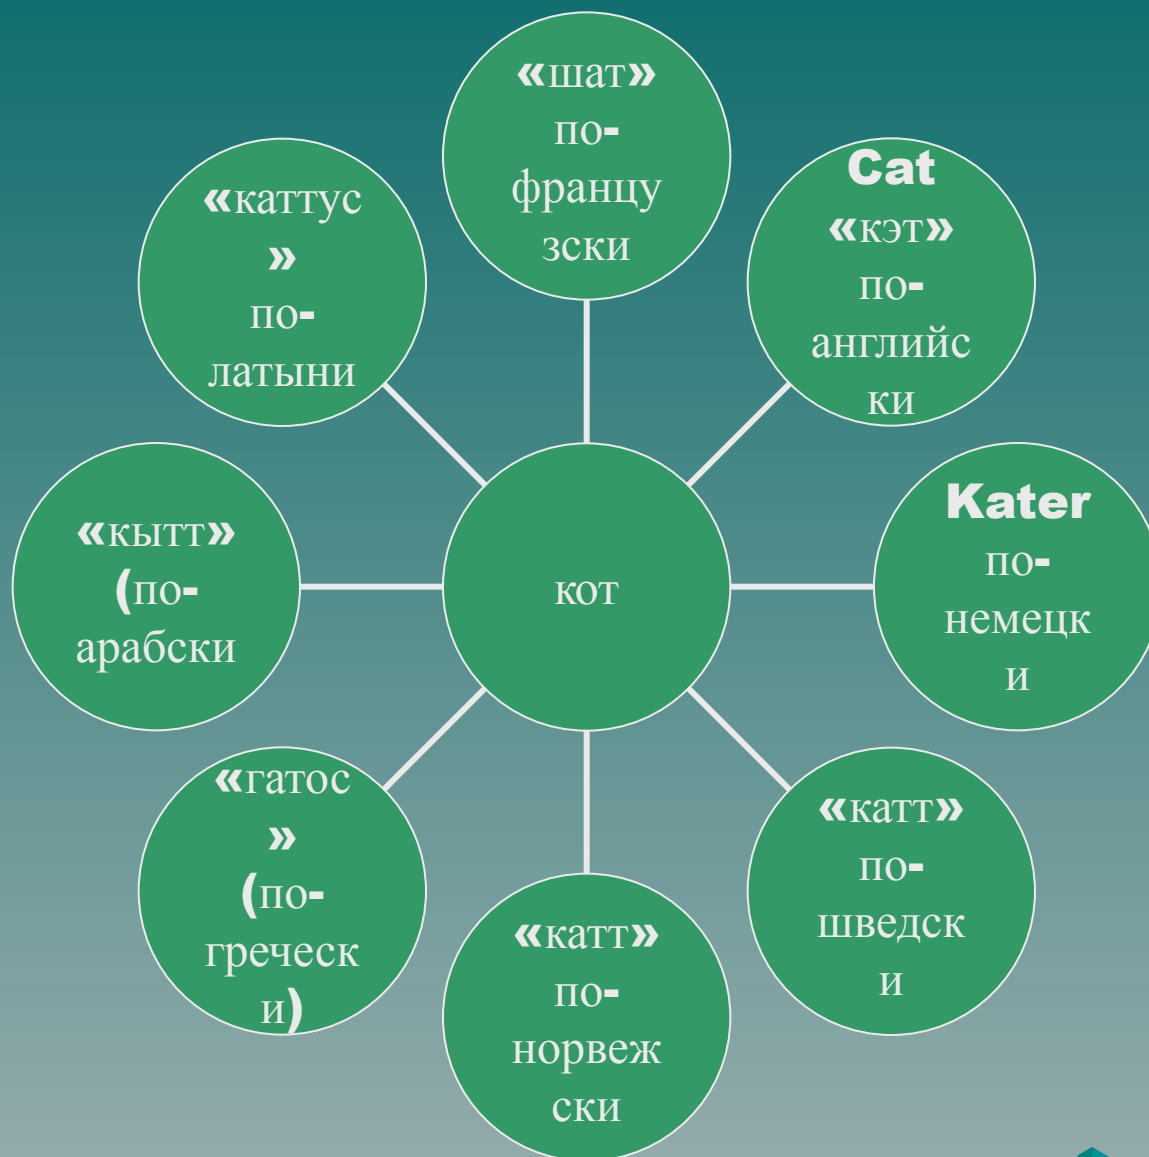 «шат»
по-
францу
зски
Cat
«кэт»
по-
английс
ки
Kater
по-
немецк
и
«катт»
по-
шведск
и
«катт»
по-
норвеж
ски
«гатос
»
(по-
греческ
и)
«кытт»
(по-
арабски
«каттус
»
по-
латыни
кот